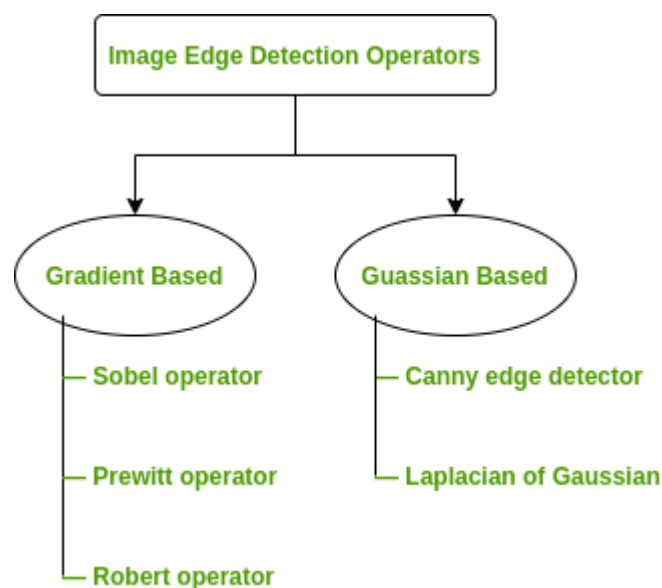 Image Edge Detection Operators
Gradient Based
Guassian Based
Sobel operator
Canny edge detector
Prewitt operator
Laplacian of Gaussian
Robert operator